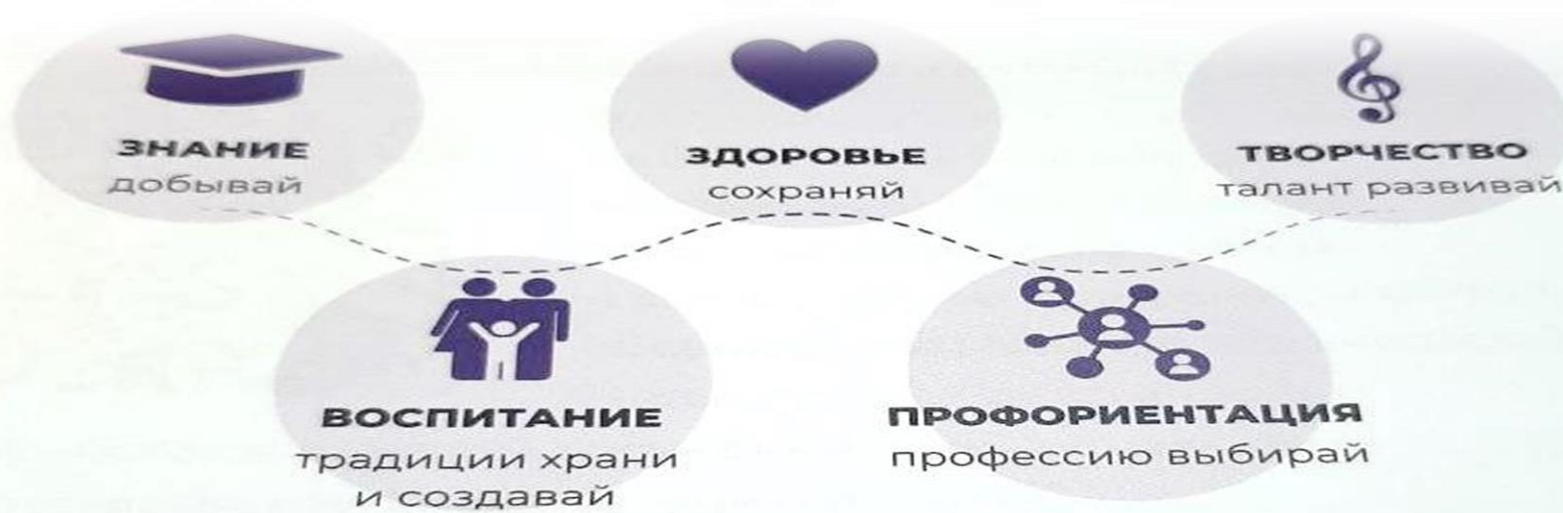 ЗНАНИЕ
добывай
ЗДОРОВЬЕ
сохраняй
ТВОРЧЕСТВО
талант развивай
ВОСПИТАНИЕ
традиции храни
и создавай
ПРОФОРИЕНТАЦИЯ
профессию выбирай